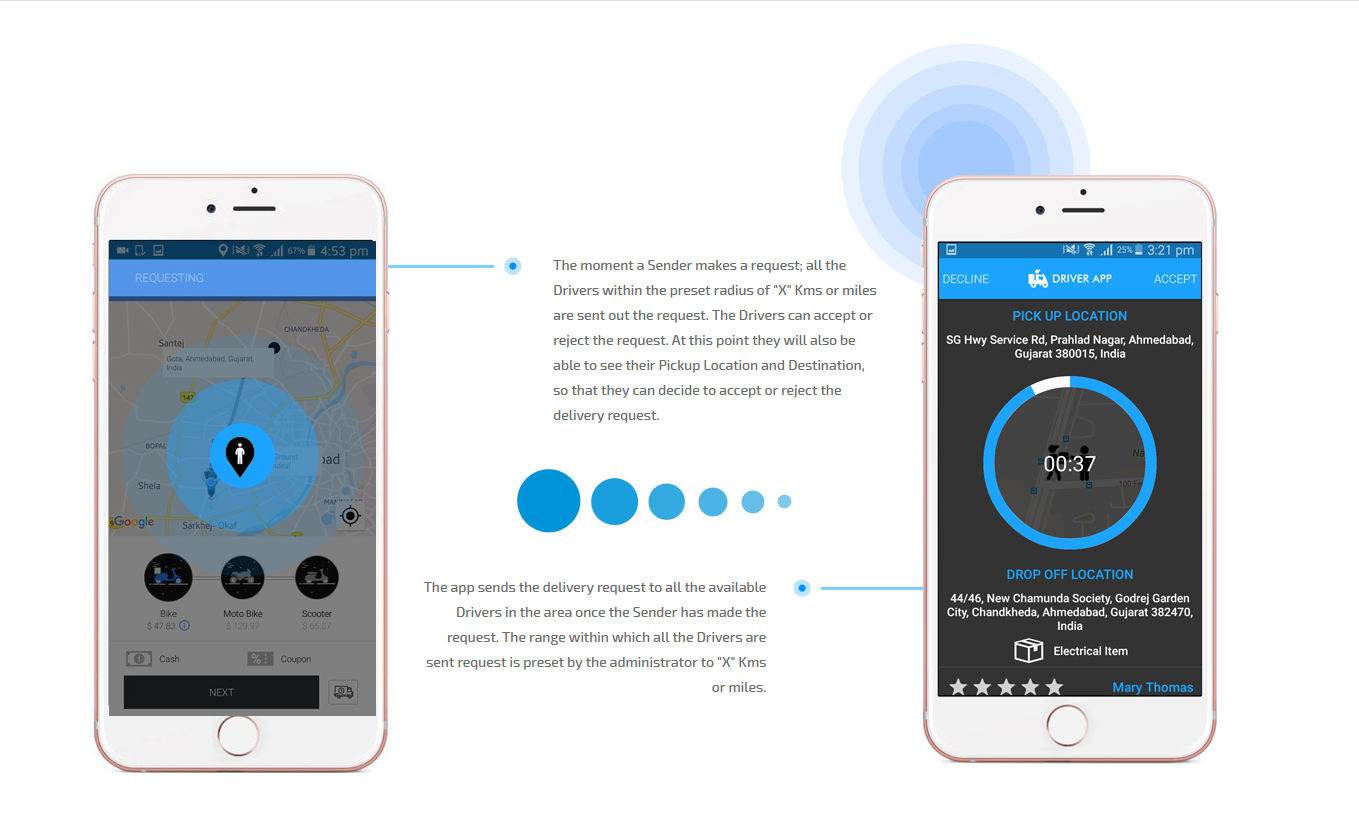 67% 4:53 pm
REQUESTING
CHANDKHEDA
Santej
Gota, Ahmedabad, Gujarat,
India
147
BOPAL
Shela
Google
Sarkhej- Okaf
Bike
Moto Bike
Scooter
$ 47.83
$ 129.97
$ 65.07
Cash
% Coupon
NEXT
The moment a Sender makes a request; all the
Drivers within the preset radius of "X" Kms or miles
are sent out the request. The Drivers can accept or
reject the request. At this point they will also be
able to see their Pickup Location and Destination,
so that they can decide to accept or reject the
delivery request.
The app sends the delivery request to all the available
Drivers in the area once the Sender has made the
request. The range within which all the Drivers are
sent request is preset by the administrator to "X" Kms
or miles.
25% 3:21 pm
DECLINE
DRIVER APP
ACCEPT
PICK UP LOCATION
SG Hwy Service Rd, Prahlad Nagar, Ahmedabad,
Gujarat 380015, India
00:37
DROP OFF LOCATION
44/46, New Chamunda Society, Godrej Garden
City, Chandkheda, Ahmedabad, Gujarat 382470,
India
Electrical Item
Mary Thomas